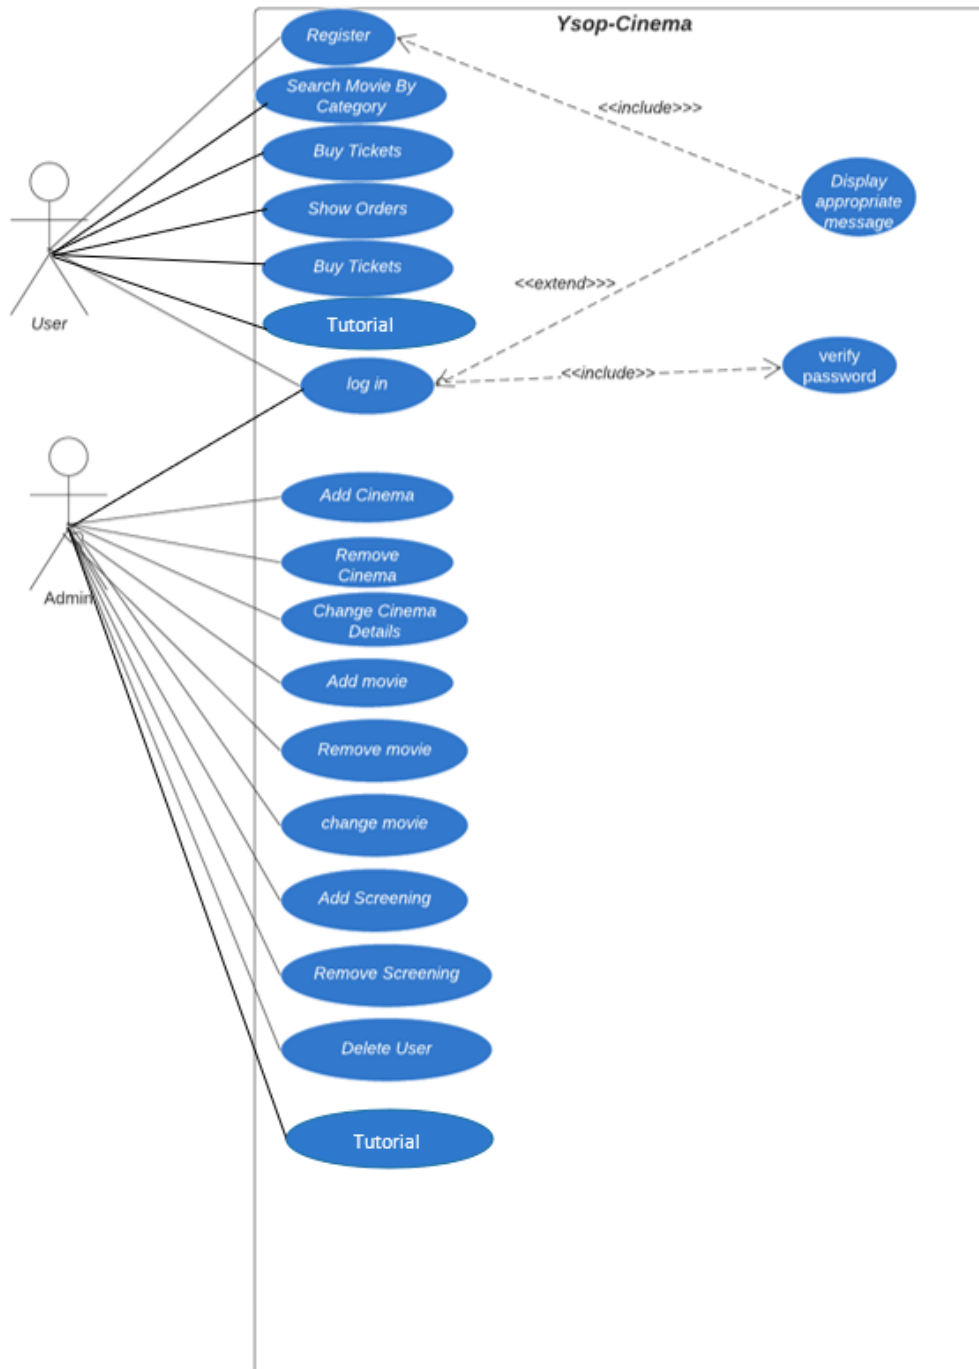 Ysop-Cinema
Register
Search Movie By
Category
<<include>>>
Buy Tickets
Display
appropriate
message
Show Orders
Buy Tickets
<<extend>>>
User
Tutorial
verify
password
<<include>>
log in
Add Cinema
Remove
Cinema
Admin
Change Cinema
Details
Add movie
Remove movie
change movie
Add Screening
Remove Screening
Delete User
Tutorial